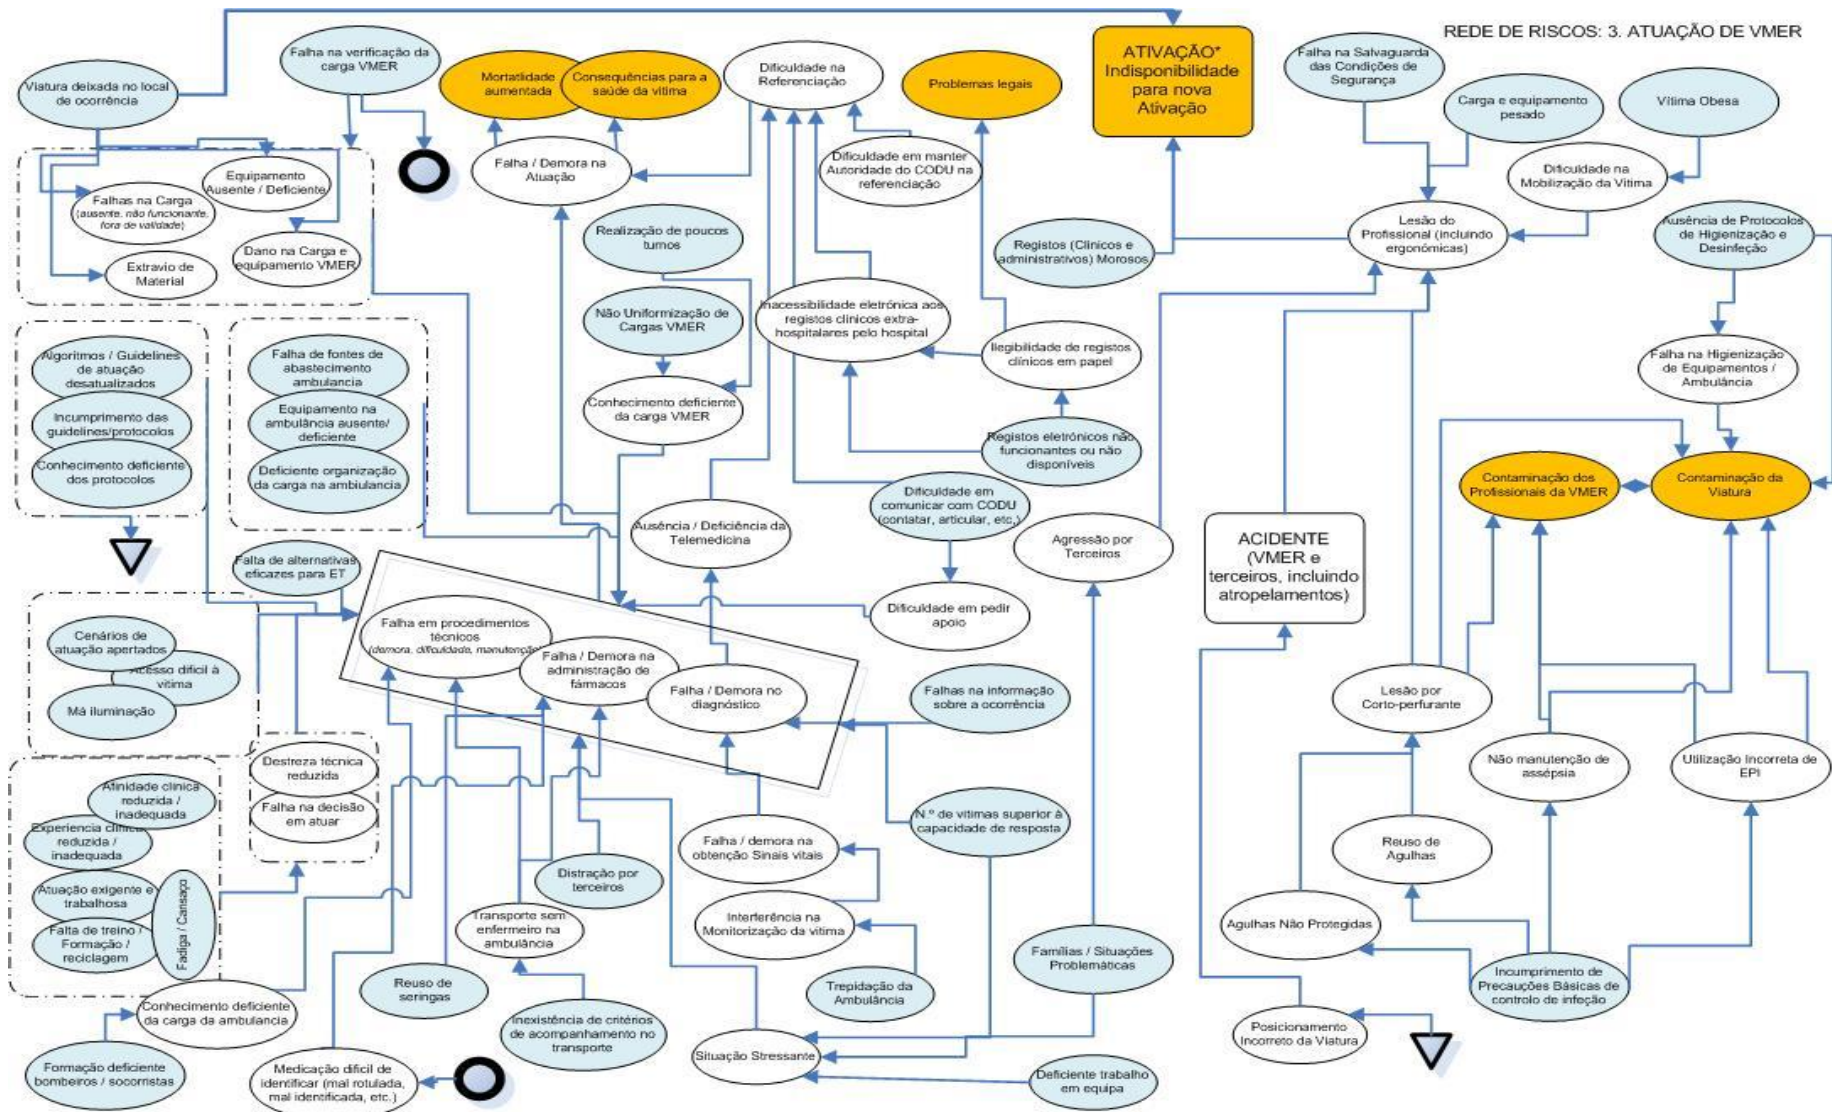 REDE DE RISCOS: 3. ATUAÇÃO DE VMER
Viatura deixada no local
de ocorrência
Falha na verificação da
carga VMER
Mortatlidade
aumentada
Consequências para a
saúde da vitima
Dificuldade na
Referenciação
Problemas legais
ATIVAÇÃO*
Indisponibilidade
para nova
Ativação
Falha na Salvaguarda
das Condições de
Segurança
Carga e equipamento
pesado
Vítima Obesa
Equipamento
Ausente / Deficiente
Falhas na Carga
(ausente, não funcionante,
fora de validade)
Dano na Carga e
equipamento VMER
Extravio de
Material
Falha / Demora na
Atuação
Dificuldade em manter
Autoridade do CODU na
referenciação
Dificuldade na
Mobilização da Vítima
Realização de poucos
turnos
Registos (Clínicos e
administrativos) Morosos
Lesão do
Profissional (incluindo
ergonómicas)
Ausência de Protocolos
de Higienização e
Desinfeção
Não Uniformização de
Cargas VMER
Inacessibilidade eletrónica aos
registos clinicos extra-
hospitalares pelo hospital
Ilegibilidade de registos
clínicos em papel
Algoritmos / Guidelines
de atuação
desatualizados
Incumprimento das
guidelines/protocolos
Conhecimento deficiente
dos protocolos
Falha de fontes de
abastecimento
ambulancia
Equipamento na
ambulância ausente/
deficiente
Deficiente organização
da carga na ambiulancia
Conhecimento deficiente
da carga VMER
Registos eletrónicos não
funcionantes ou não
disponíveis
Falha na Higienização
de Equipamentos /
Ambulância
Contaminação dos
Profissionais da VMER
Contaminação da
Viatura
Dificuldade em
comunicar com CODU
(contatar, articular, etc,)
Ausência / Deficiência da
Telemedicina
Agressão por
Terceiros
ACIDENTE
(VMER e
terceiros, incluindo
atropelamentos)
Falta de alternativas
eficazes para ET
Dificuldade em pedir
apoio
Cenários de
atuação apertados
Acesso dificil à
vitima
Má iluminação
Falha em procedimentos
técnicos
(demora, dificuldade, manutenção)
Falha / Demora na
administração de
fármacos
Falha / Demora no
diagnóstico
Falhas na informação
sobre a ocorrência
Lesão por
Corto-perfurante
Não manutenção de
assépsia
Utilização Incorreta de
EPI
Destreza técnica
reduzida
Falha na decisão
em atuar
Atinidade clinica
reduzida /
inadequada
Experiencia clinica
reduzida /
inadequada
Atuação exigente e
trabalhosa
Falta de treino /
Formação /
reciclagem
Fadiga / Cansaço
N.º de vitimas superior à
capacidade de resposta
Falha / demora na
obtenção Sinais vitais
Reuso de
Agulhas
Distração por
terceiros
Transporte sem
enfermeiro na
ambulância
Interferência na
Monitorização da vitima
Agulhas Não Protegidas
Famílias / Situações
Problemáticas
Incumprimento de
Precauções Básicas de
controlo de infeção
Reuso de
seringas
Trepidação da
Ambulância
Conhecimento deficiente
da carga da ambulancia
Inexistência de critérios
de acompanhamento no
transporte
Posicionamento
Incorreto da Viatura
Situação Stressante
Formação deficiente
bombeiros / socorristas
Medicação dificil de
identificar (mal rotulada,
mal identificada, etc.)
Deficiente trabalho
em equipa